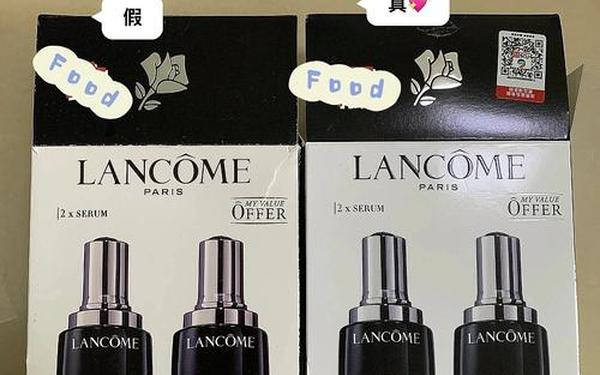 假
真
Food
Food
LANCÔME
PARIS
2 x SERUM
MY VALUE
OFFER
LANCÔME
LANCÔME
LANCÔME
PARIS
2 x SERUM
MY VALUE
OFFER
LANCÔME
LANCÔME